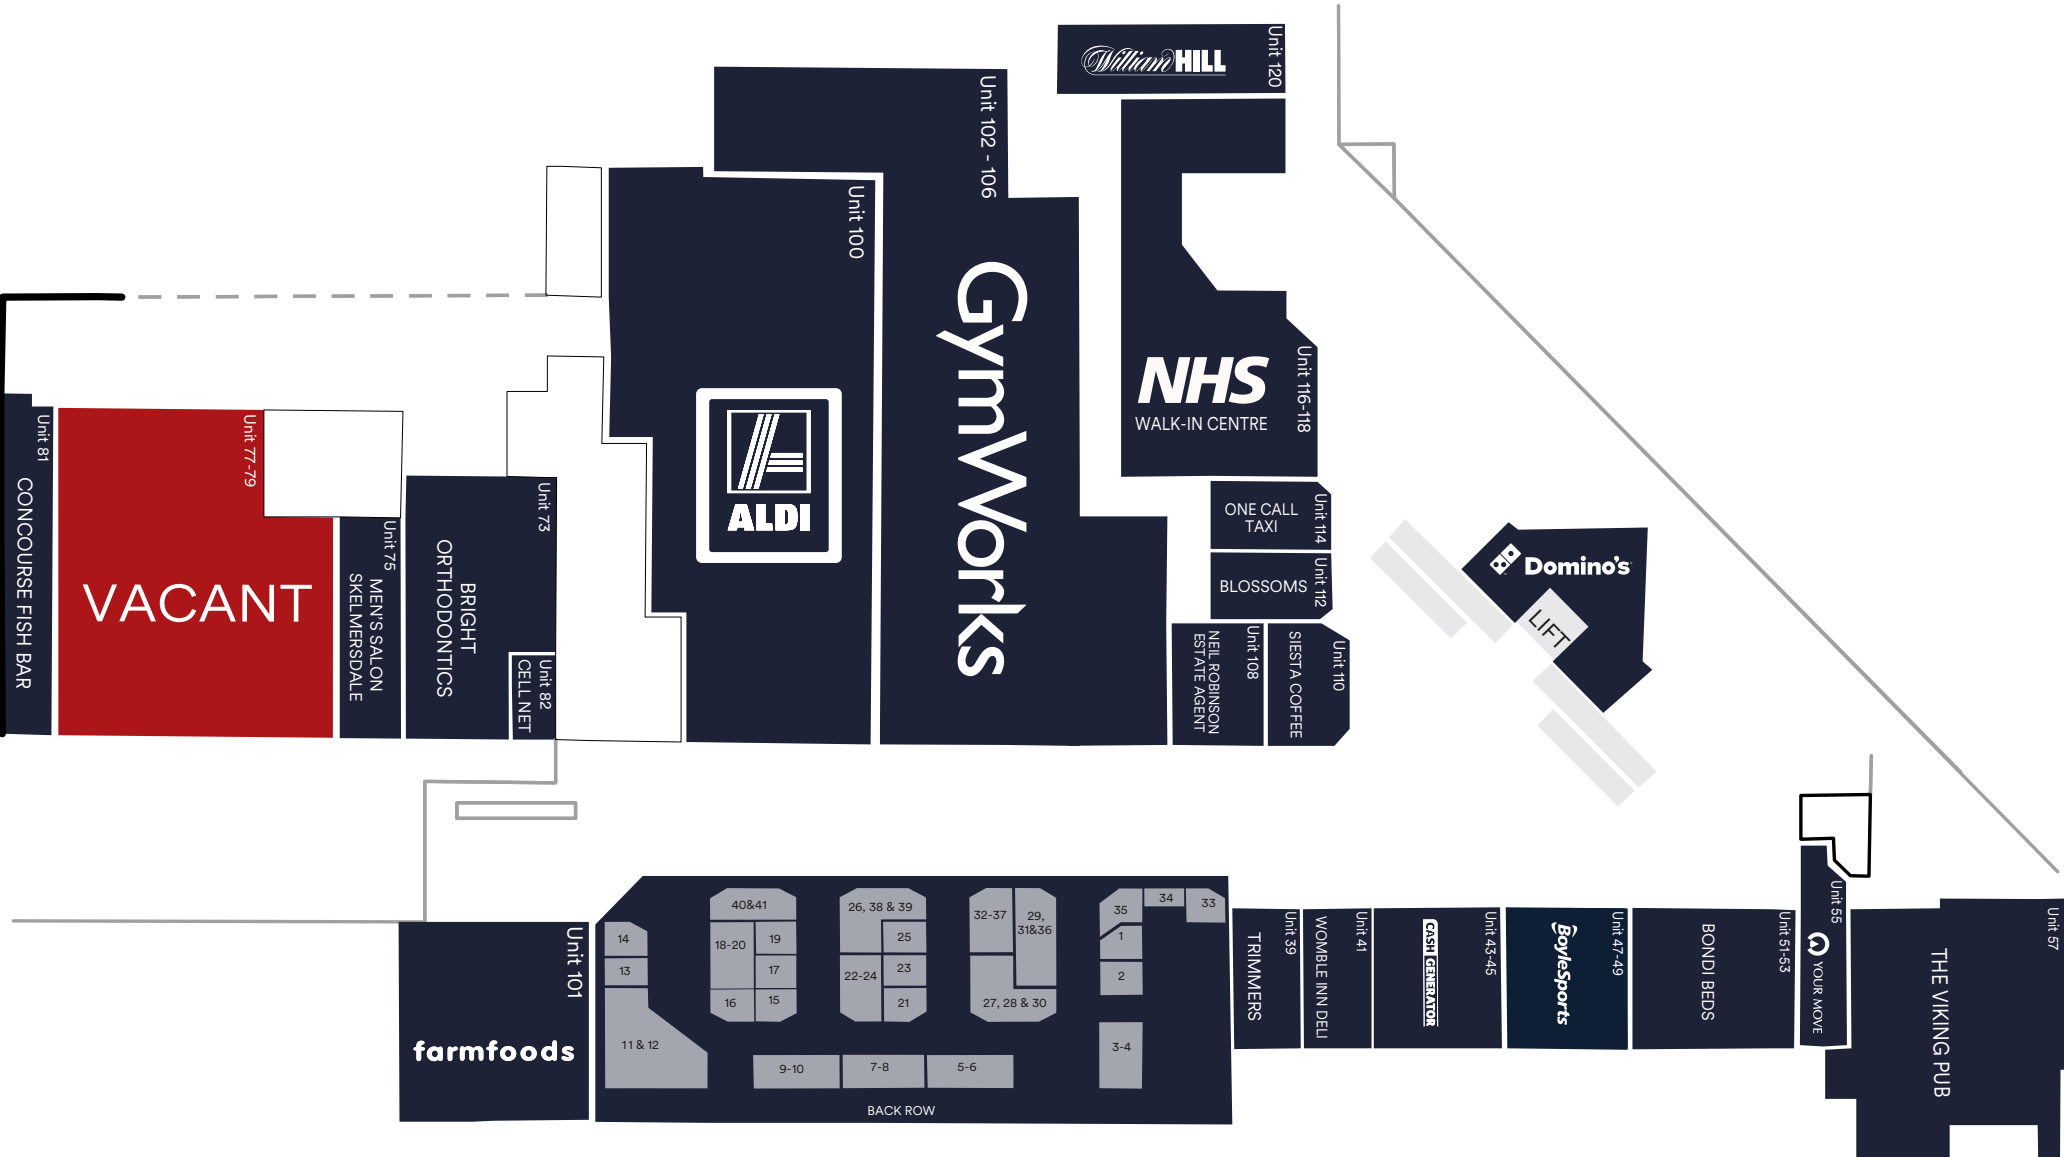 William HILL
Unit 120
Unit 102 - 106
GymWorks
Unit 100
ALDI
NHS
WALK-IN CENTRE
Unit 116-118
Unit 81
CONCOURSE FISH BAR
Unit 77-79
VACANT
Unit 75
MEN'S SALON
SKELMERSDALE
Unit 73
BRIGHT
ORTHODONTICS
Unit 82
CELL NET
ONE CALL
TAXI
Unit 114
BLOSSOMS
Unit 112
Unit 108
NEIL ROBINSON
ESTATE AGENT
Unit 110
SIESTA COFFEE
Domino's
LIFT
Unit 101
farmfoods
14
13
11 & 12
40&41
18-20
19
17
16
15
26, 38 & 39
25
22-24
23
21
32-37
29,
31&36
27, 28 & 30
35
34
33
1
2
3-4
9-10
7-8
5-6
BACK ROW
Unit 39
TRIMMERS
Unit 41
WOMBLE INN DELI
Unit 43-45
CASH GENERATOR
Unit 47-49
BoyleSports
Unit 51-53
BONDI BEDS
Unit 55
YOUR MOVE
Unit 57
THE VIKING PUB